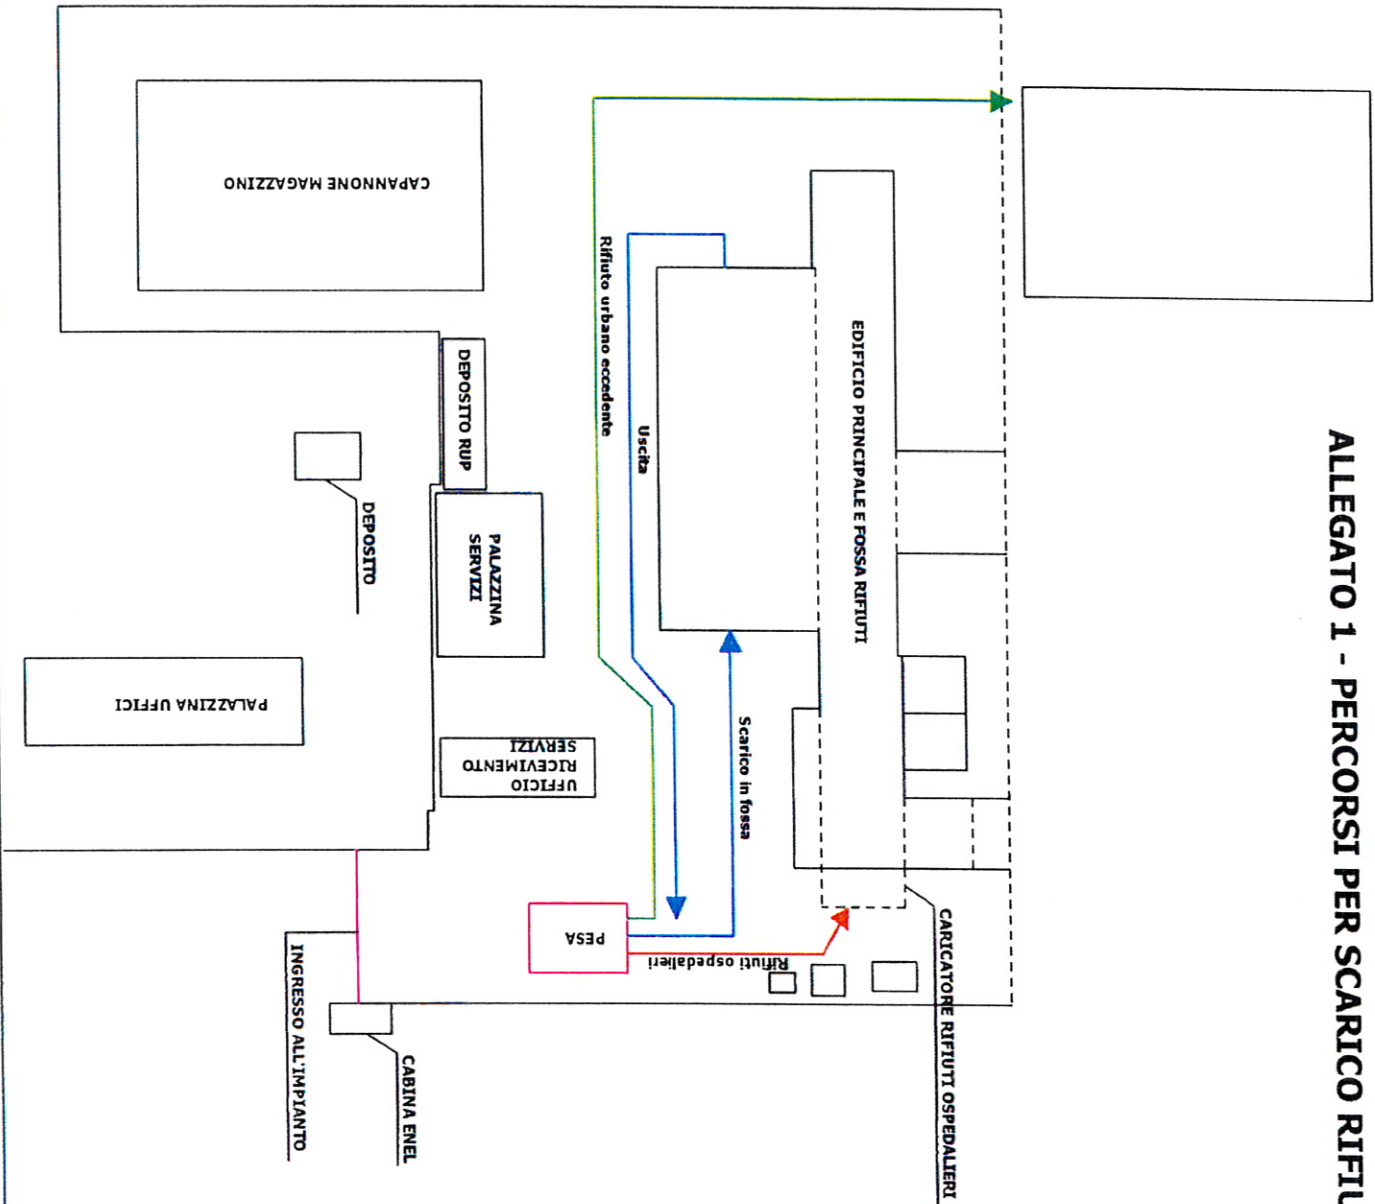 ALLEGATO 1 - PERCORSI PER SCARICO
CAPANNONE MAGAZZINO
Rifiuto urbano eccedente
Uscita
EDIFICIO PRINCIPALE E FOSSA RIFIUTI
DEPOSITO RUP
DEPOSITO
PALAZZINA
SERVIZI
PALAZZINA UFFICI
UFFICIO
RICEVIMENTO
SERVIZI
Scarico in fossa
PESA
Rifiuti ospedalieri
CARICATORE RIFIUTI OSPEDALIERI
INGRESSO ALL'IMPIANTO
CABINA ENEL